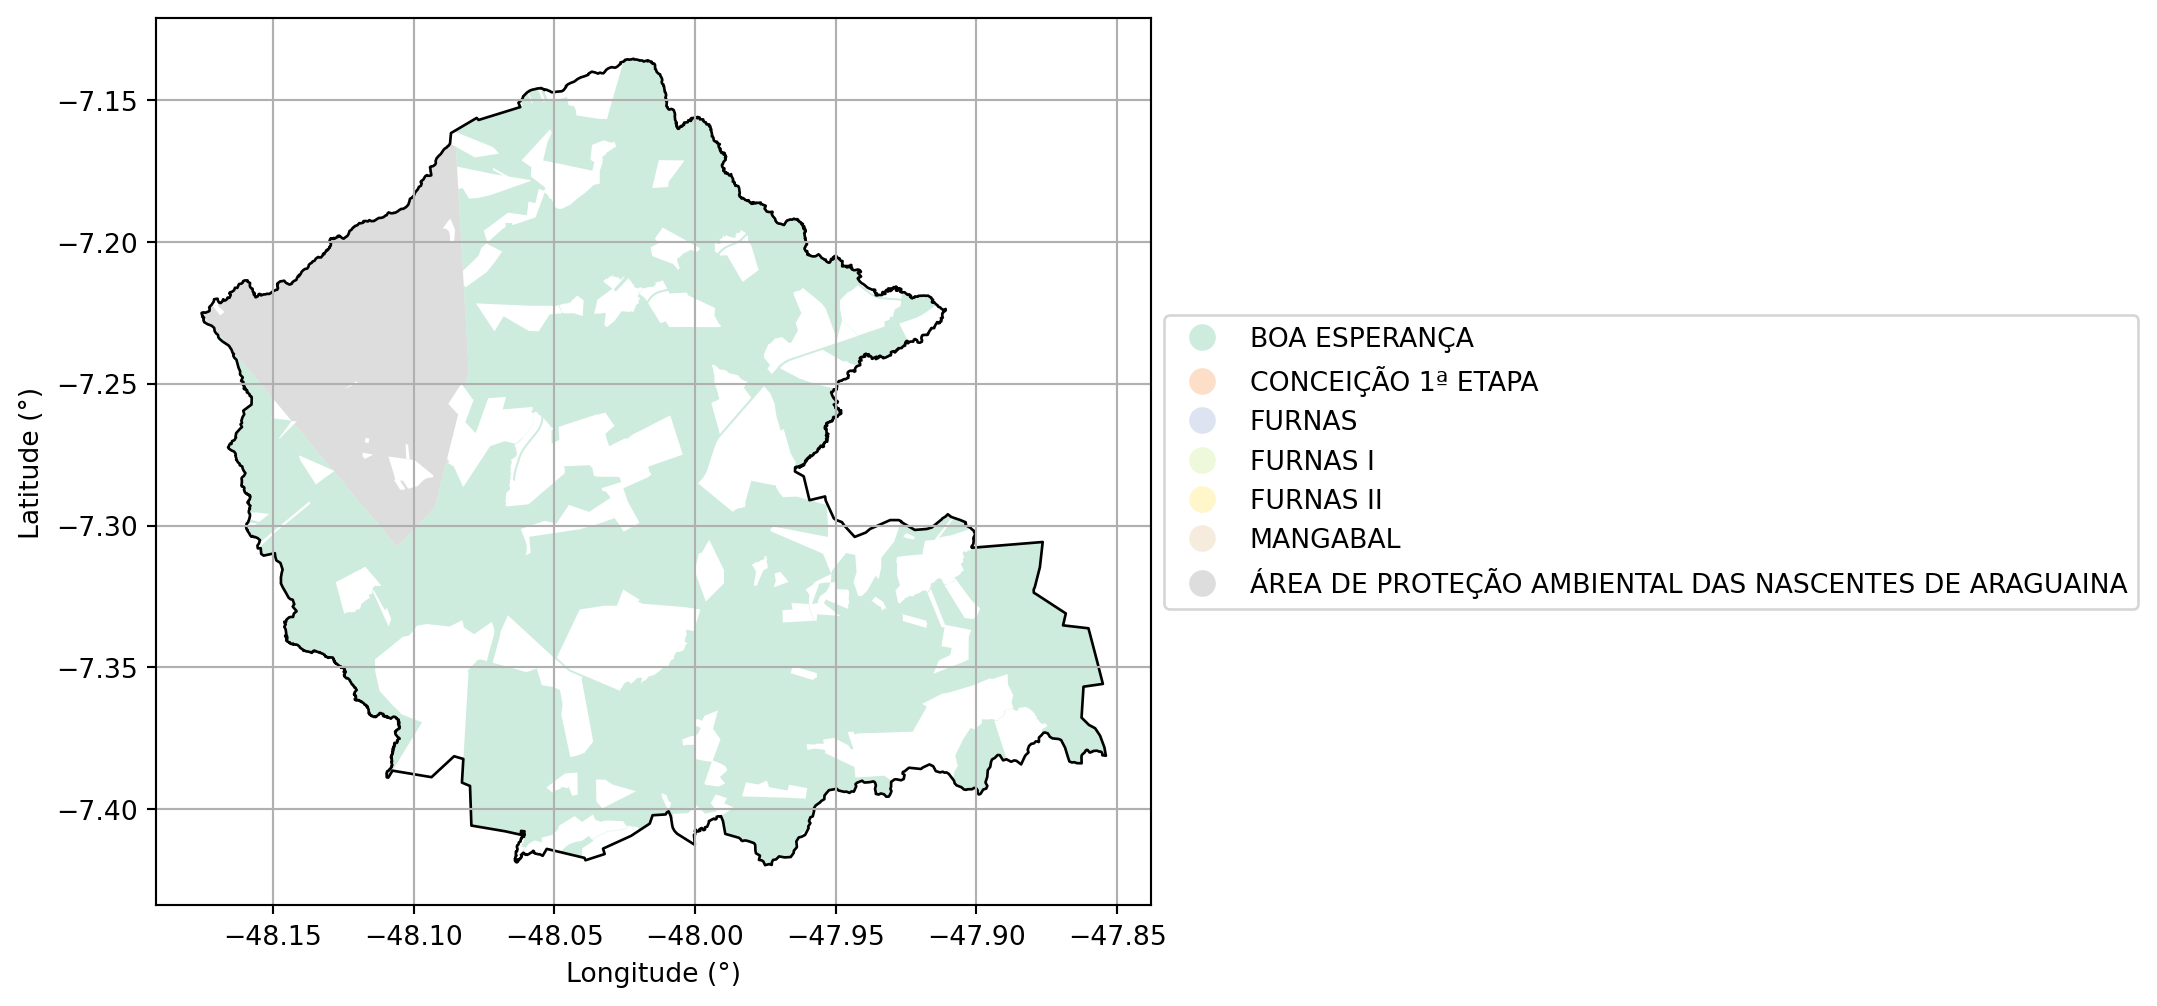 −7.15
−7.20
−7.25
−7.30
−7.35
−7.40
Latitude (°)
−48.15 −48.10 −48.05 −48.00 −47.95 −47.90 −47.85
Longitude (°)
BOA ESPERANÇA
CONCEIÇÃO 1ª ETAPA
FURNAS
FURNAS I
FURNAS II
MANGABAL
ÁREA DE PROTEÇÃO AMBIENTAL DAS NASCENTES DE ARAGUAINA